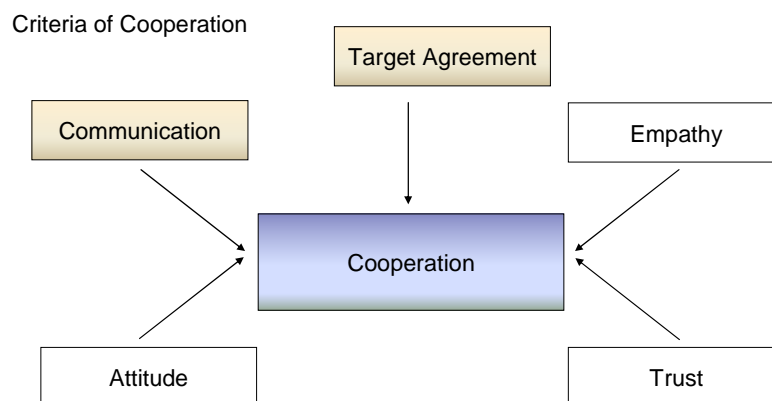 Criteria of Cooperation
Target Agreement
Communication
Empathy
Cooperation
Attitude
Trust